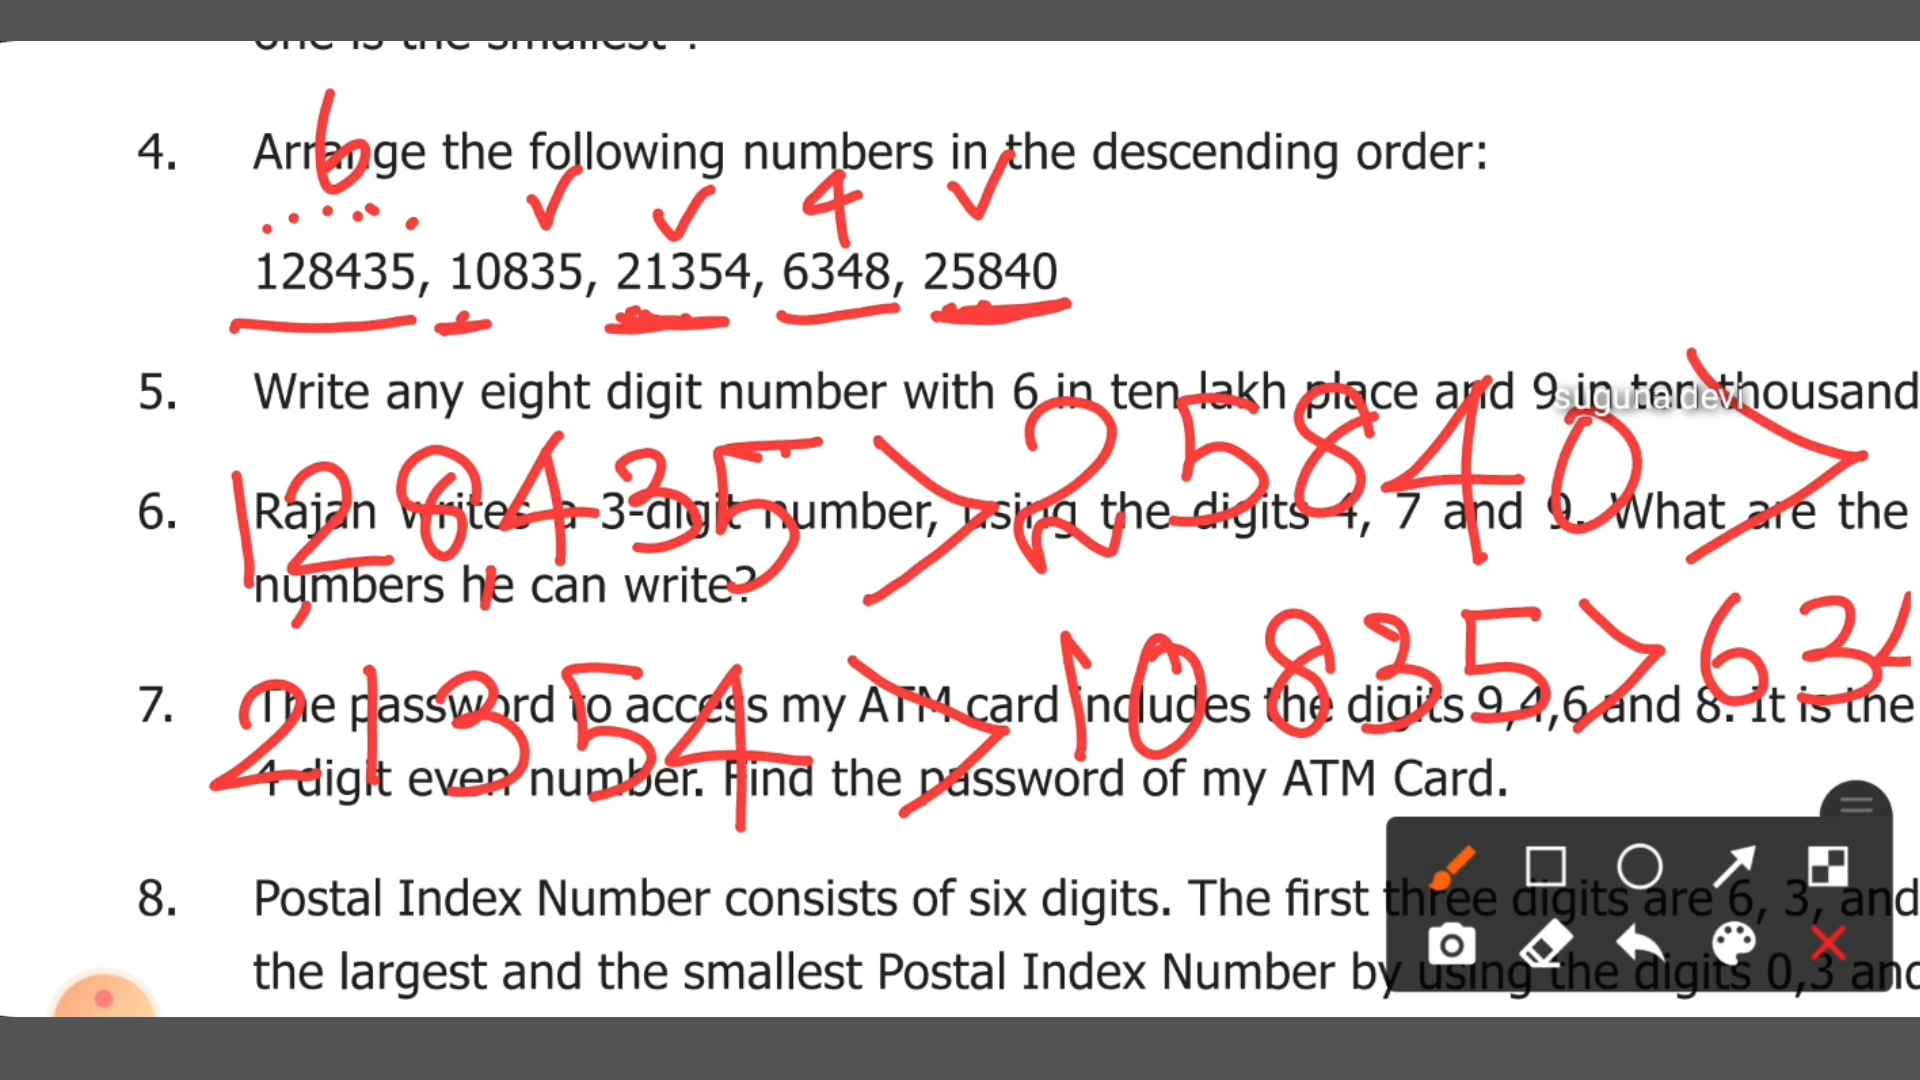 one is the smallest ?
6
4. Arrange the following numbers in the descending order:
4
128435, 10835, 21354, 6348, 25840
5. Write any eight digit number with 6 in ten lakh place and 9 in ten thousand
suguna devi
128435 > 25840 >
6. Rajan writes a 3-digit number, using the digits 4, 7 and 9. What are the
numbers he can write?
21354 > 10835 > 634
7. The password to access my ATM card includes the digits 9,4,6 and 8. It is the
4 digit even number. Find the password of my ATM Card.
8. Postal Index Number consists of six digits. The first three digits are 6, 3, and
the largest and the smallest Postal Index Number by using the digits 0,3 and